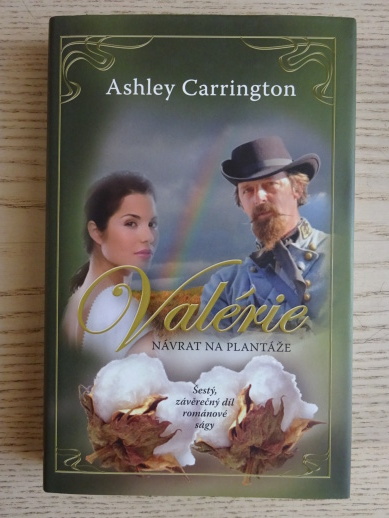 Ashley Carrington
Valérie
NÁVRAT NA PLANTÁŽE
Šestý,
závěrečný díl
románové
ságy